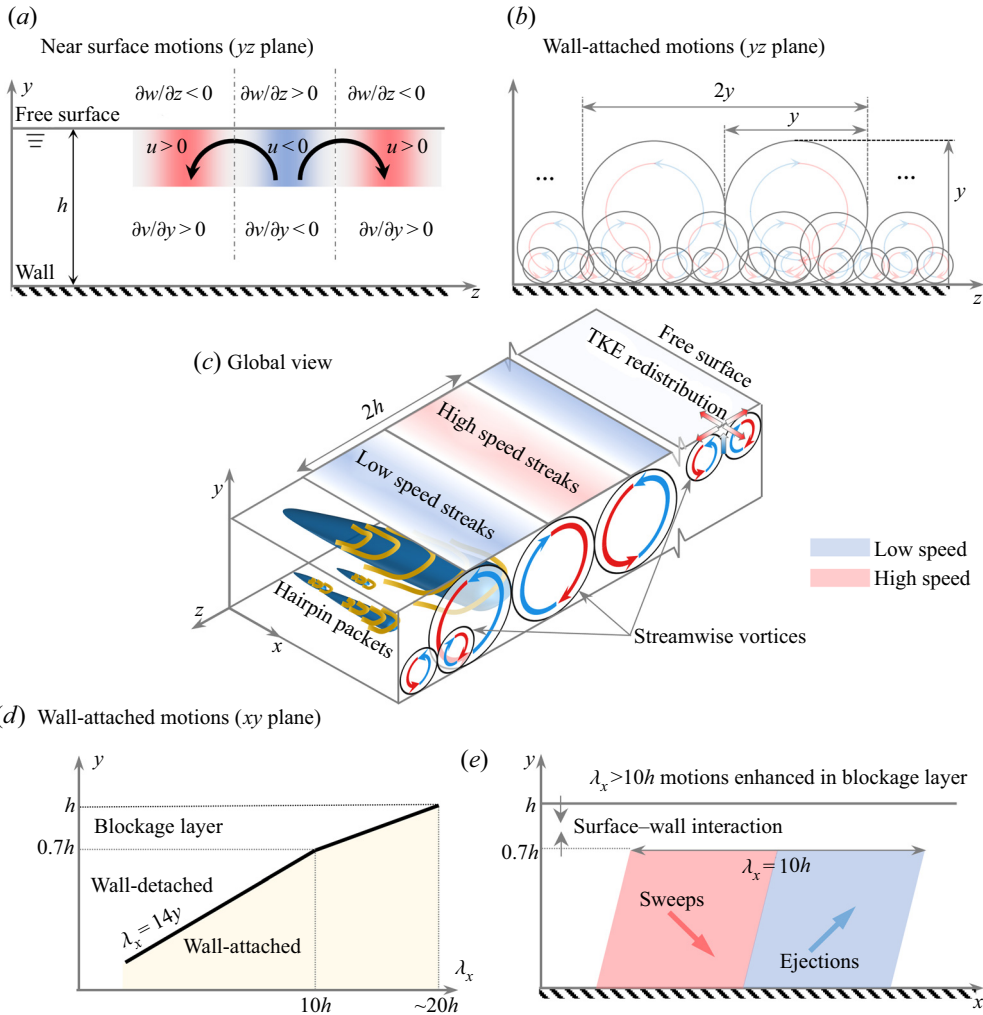 (a)
Near surface motions (yz plane)
y
∂w/∂z < 0 ∂w/∂z > 0 ∂w/∂z < 0
Free surface
u > 0 u < 0 u > 0
h
∂v/∂y > 0 ∂v/∂y < 0 ∂v/∂y > 0
Wall
z
(b)
Wall-attached motions (yz plane)
2y
y
... ...
y
z
(c) Global view
Free surface
TKE redistribution
2h
High speed streaks
Low speed streaks
y
z
x
Hairpin packets
Low speed
High speed
Streamwise vortices
(d) Wall-attached motions (xy plane)
y
h
Blockage layer
0.7h
Wall-detached
λx = 14y
Wall-attached
λx
10h
~20h
(e)
y
λx > 10h motions enhanced in blockage layer
h
Surface–wall interaction
0.7h
λx = 10h
Sweeps
Ejections
x